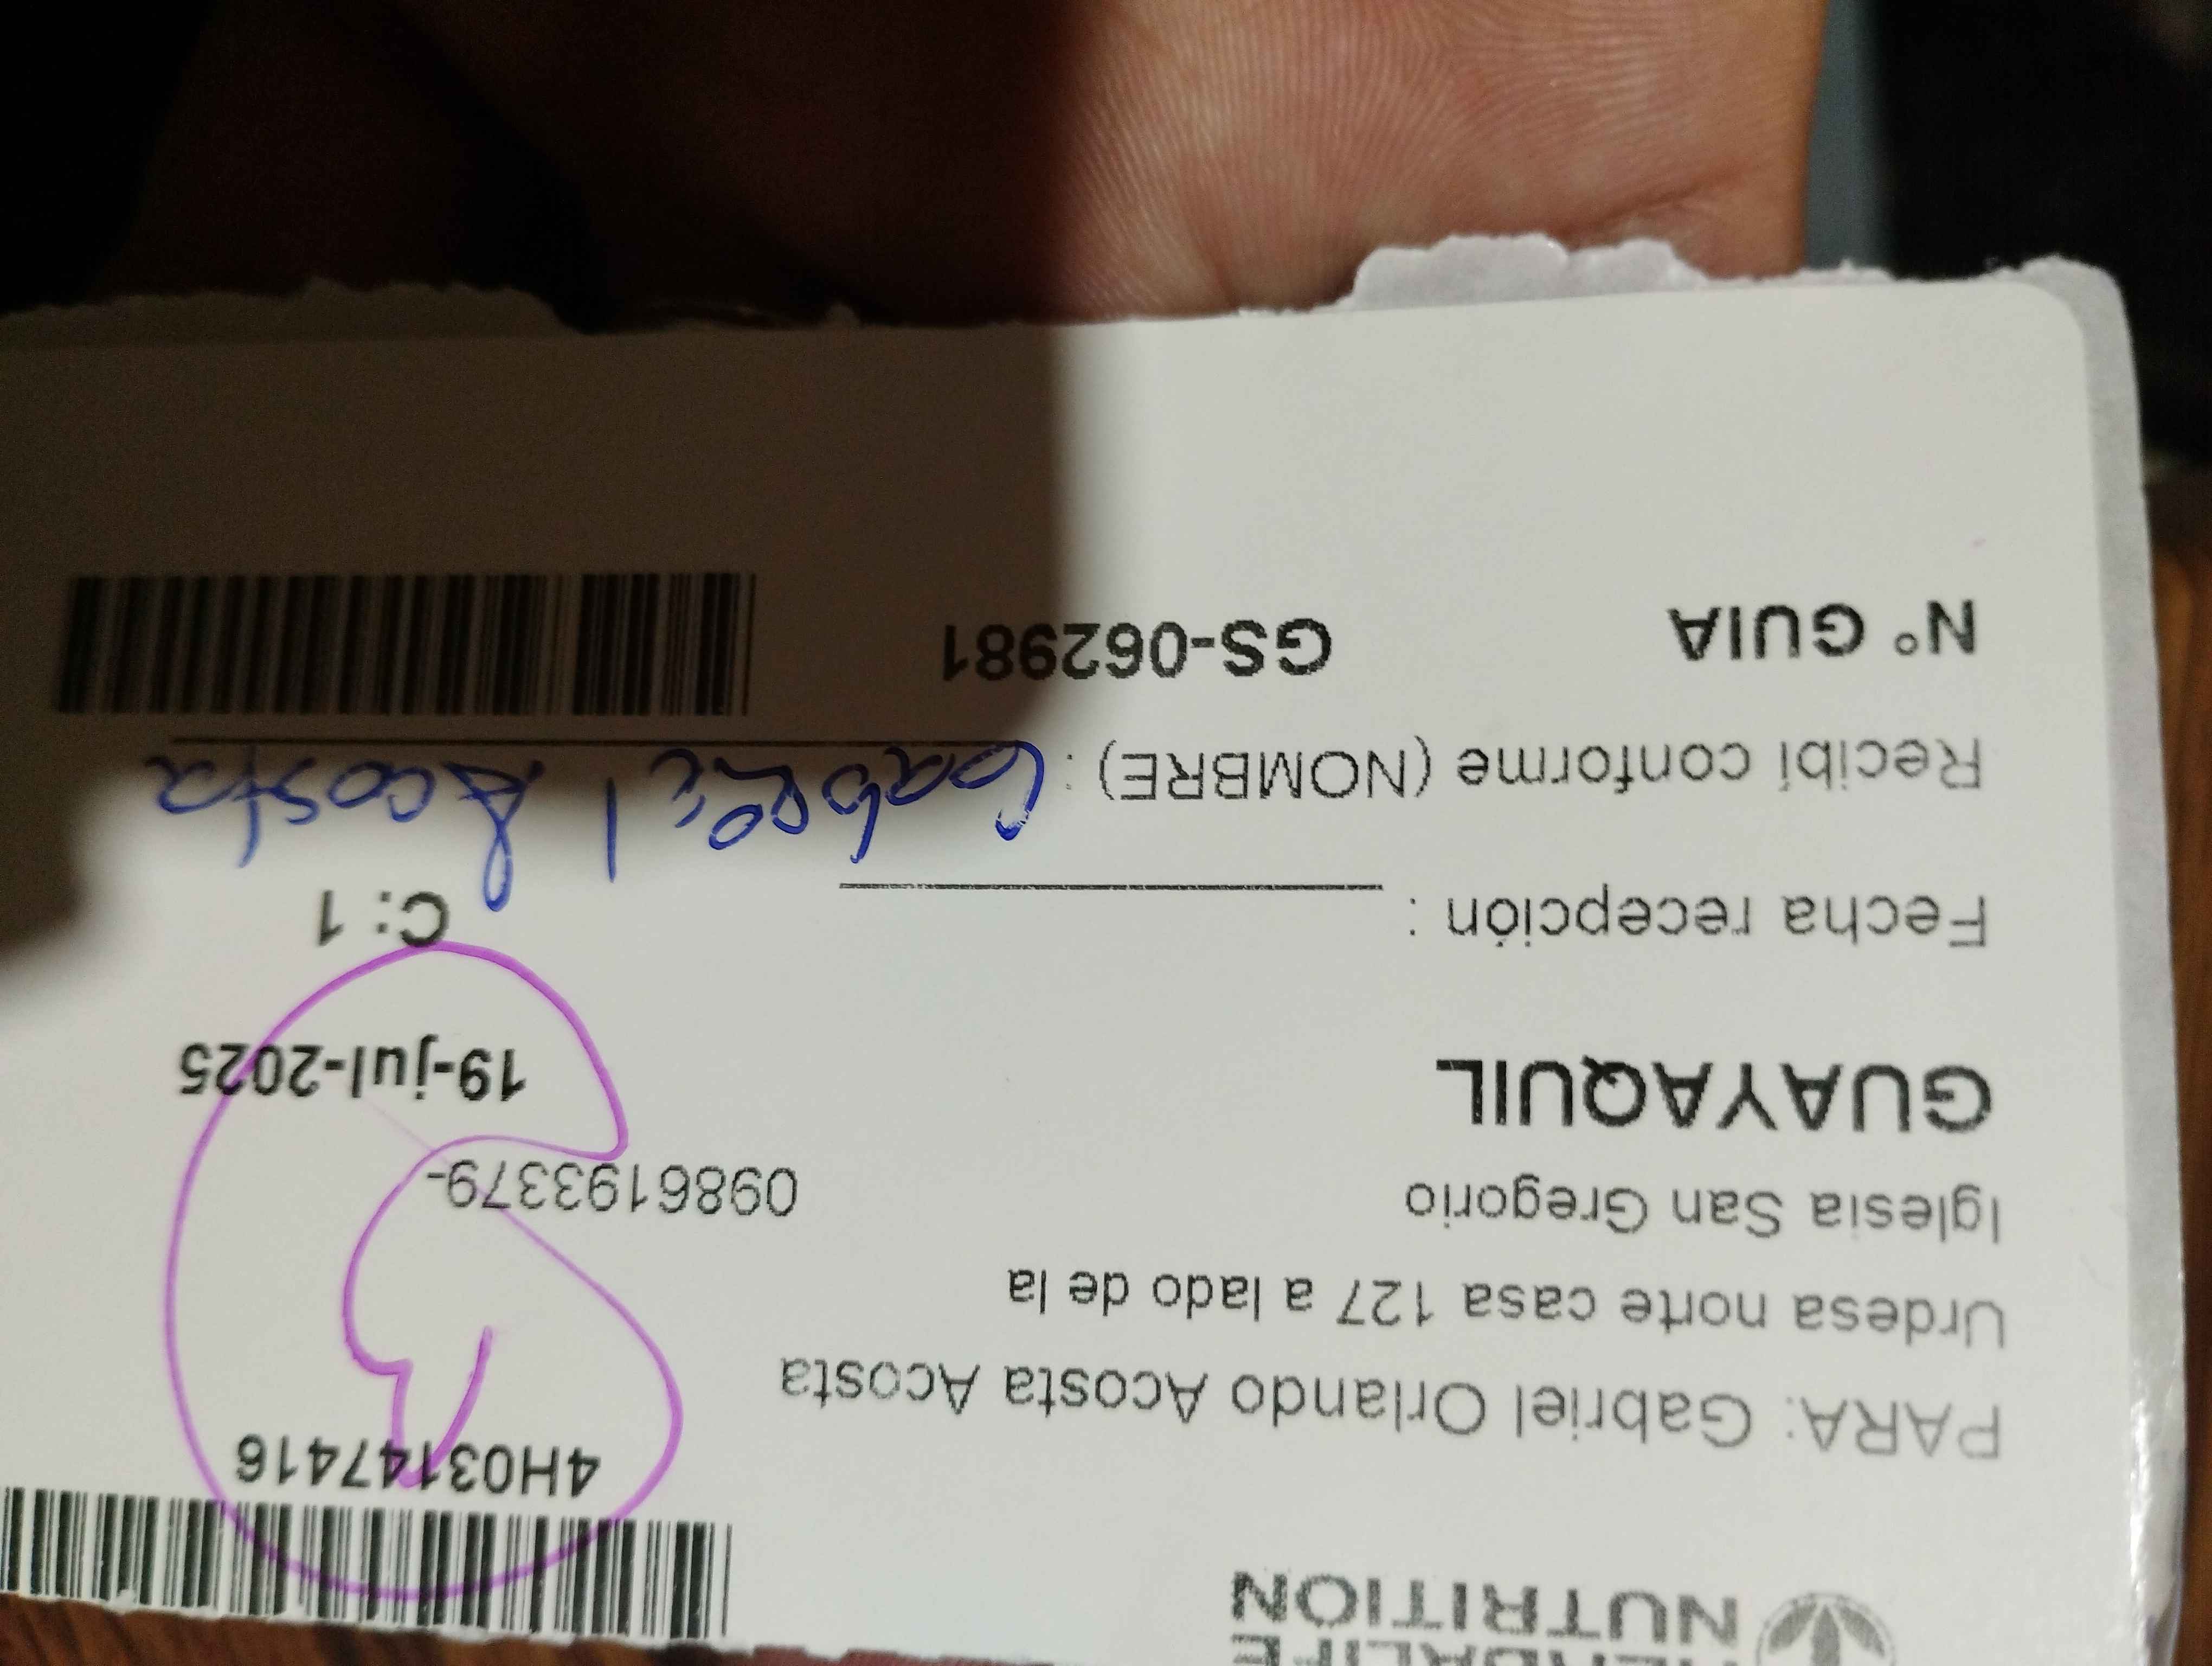 HERBALIFE
NUTRITION
4H03147416
PARA: Gabriel Orlando Acosta Acosta
Urdesa norte casa 127 a lado de la
Iglesia San Gregorio
0986193379-
GUAYAQUIL
19-jul-2025
Fecha recepción :
C: 1
Recibí conforme (NOMBRE) : Gabriel Acosta
N° GUIA GS-062981